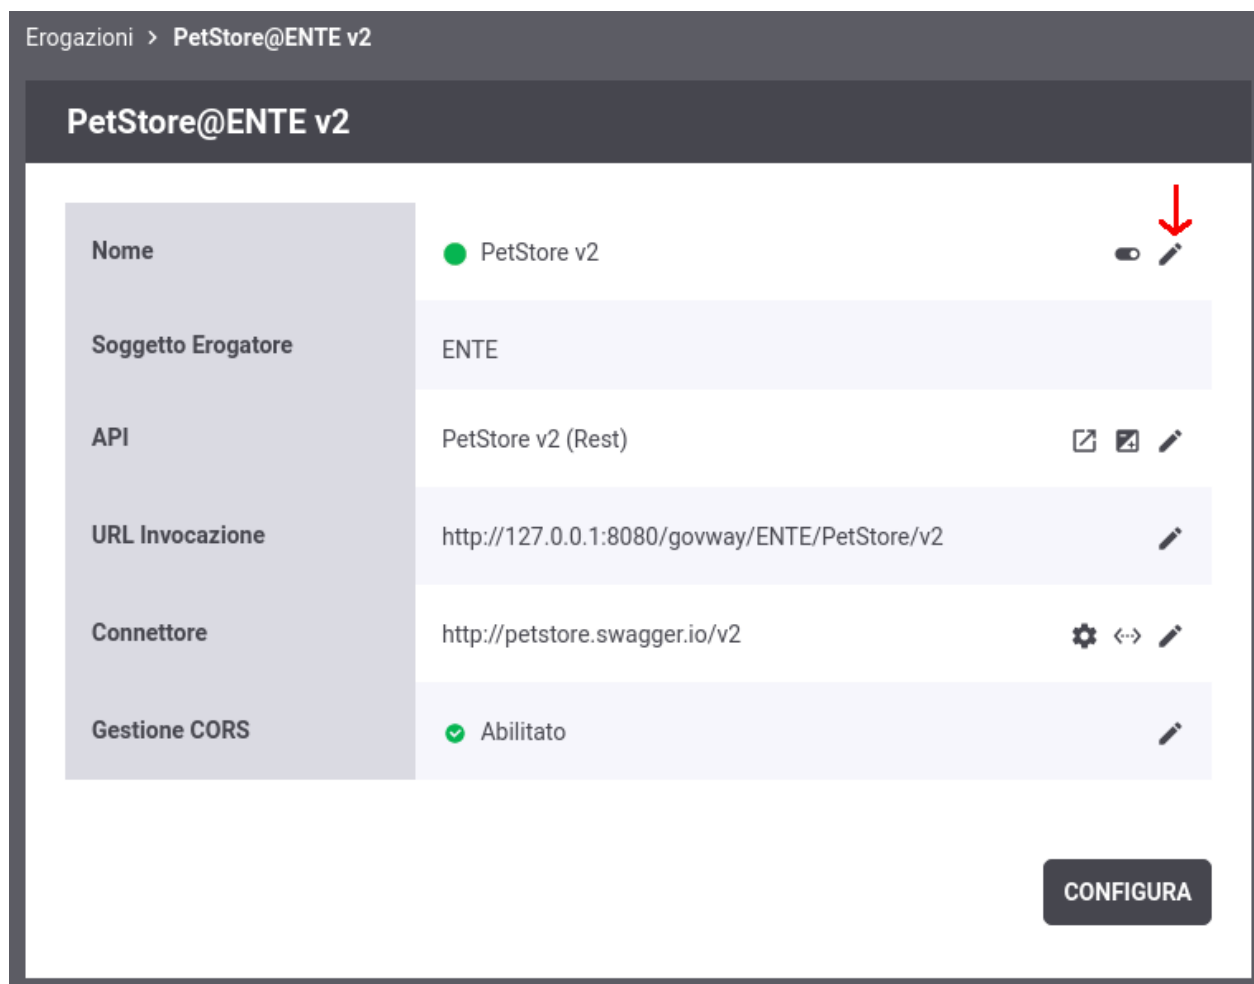 Erogazioni > PetStore@ENTE v2
PetStore@ENTE v2
Nome PetStore v2
Soggetto Erogatore ENTE
API PetStore v2 (Rest)
URL Invocazione http://127.0.0.1:8080/govway/ENTE/PetStore/v2
Connettore http://petstore.swagger.io/v2
Gestione CORS Abilitato
CONFIGURA